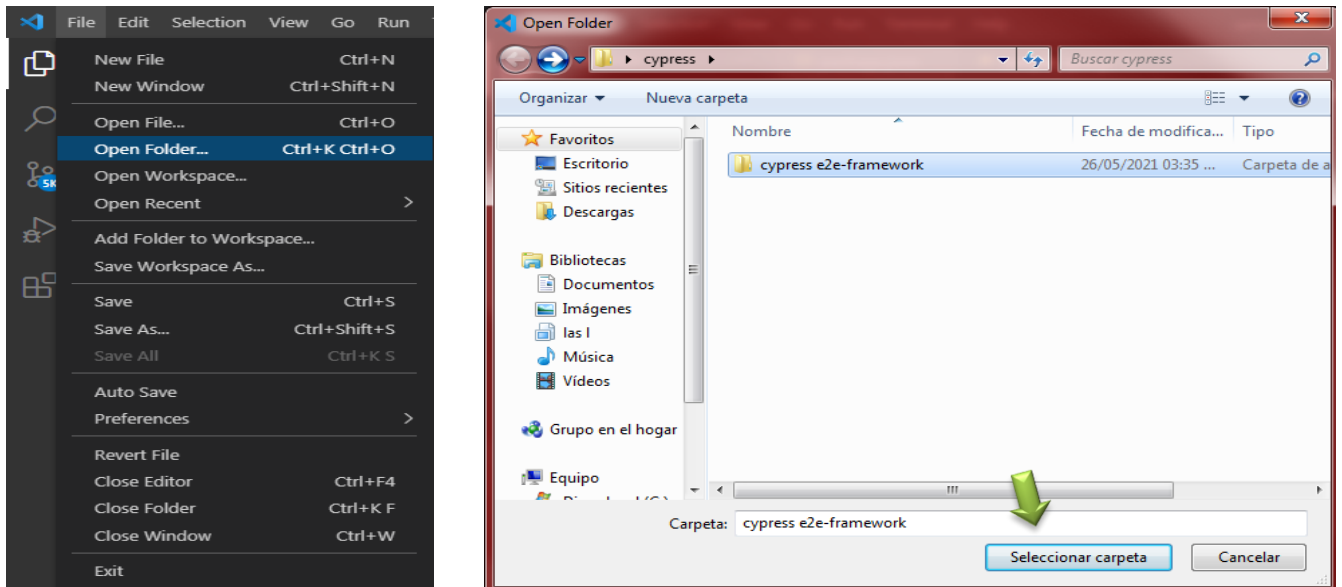 File Edit Selection View Go Run
New File Ctrl+N
New Window Ctrl+Shift+N
Open File... Ctrl+O
Open Folder... Ctrl+K Ctrl+O
Open Workspace...
Open Recent >
Add Folder to Workspace...
Save Workspace As...
Save Ctrl+S
Save As... Ctrl+Shift+S
Save All Ctrl+K S
Auto Save
Preferences >
Revert File
Close Editor Ctrl+F4
Close Folder Ctrl+K F
Close Window Ctrl+W
Exit
5K
Open Folder
cypress
Buscar cypress
Organizar Nueva carpeta
Favoritos
Escritorio
Sitios recientes
Descargas
Bibliotecas
Documentos
Imágenes
las I
Música
Vídeos
Grupo en el hogar
Equipo
Nombre Fecha de modifica... Tipo
cypress e2e-framework 26/05/2021 03:35 ... Carpeta de a
Carpeta: cypress e2e-framework
Seleccionar carpeta Cancelar